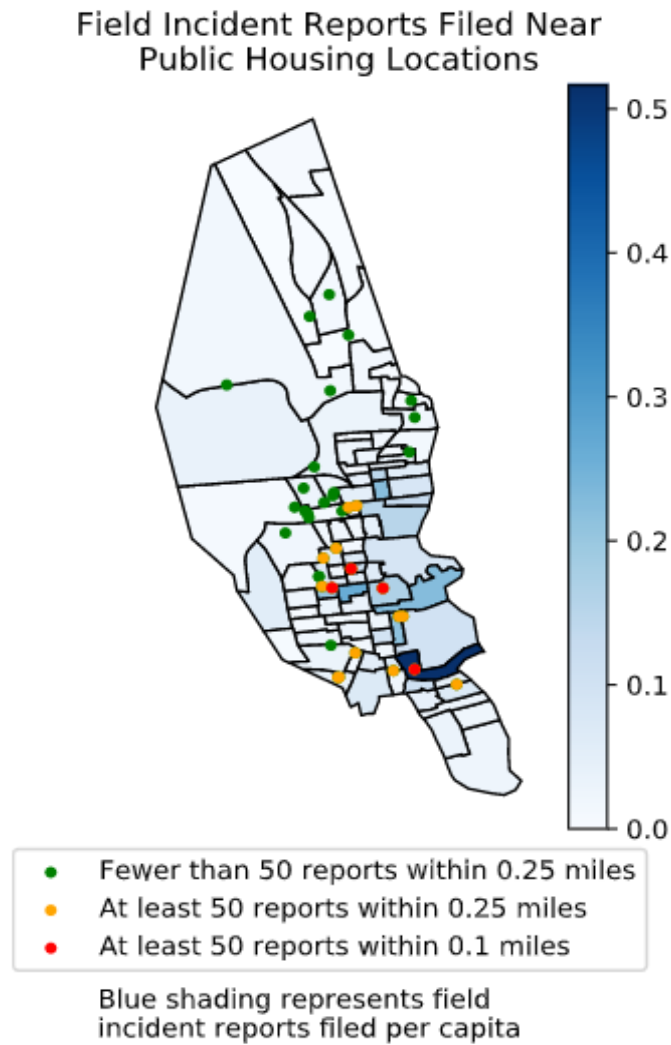 Field Incident Reports Filed Near
Public Housing Locations
0.5
0.4
0.3
0.2
0.1
0.0
Fewer than 50 reports within 0.25 miles
At least 50 reports within 0.25 miles
At least 50 reports within 0.1 miles
Blue shading represents field
incident reports filed per capita